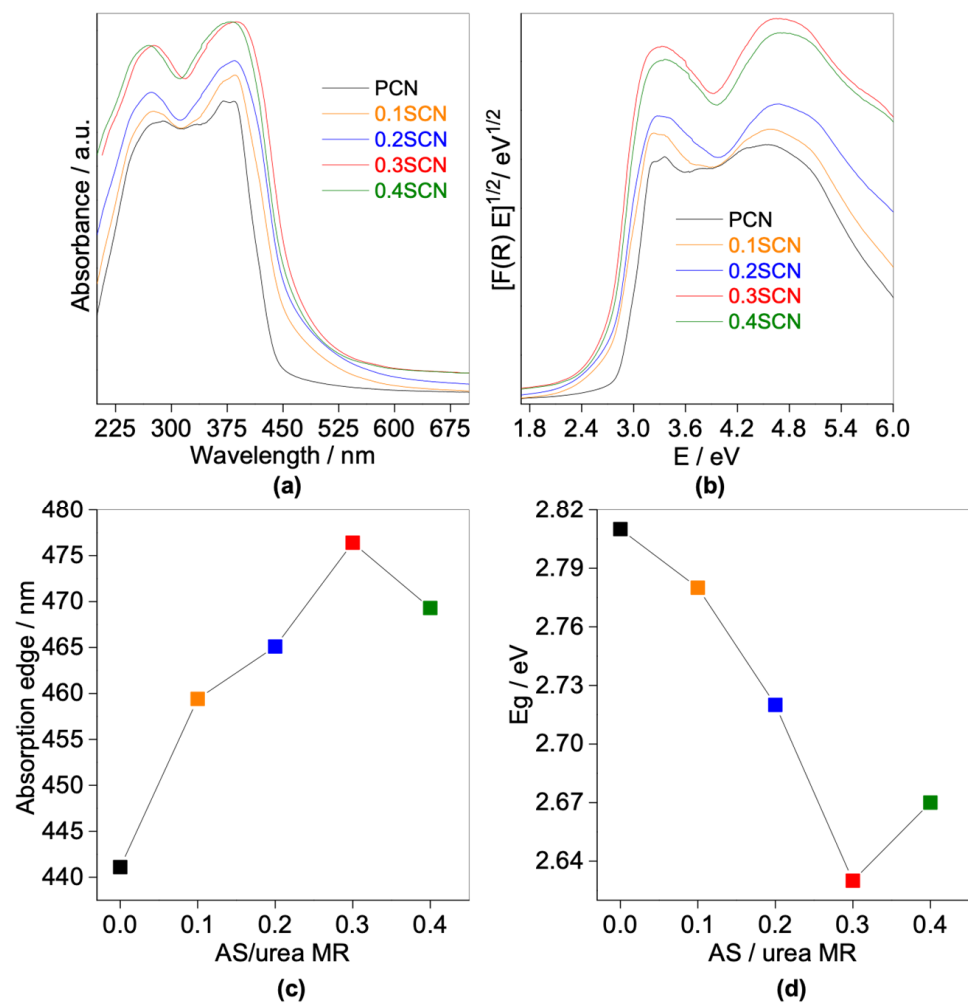 Absorbance / a.u.
PCN
0.1SCN
0.2SCN
0.3SCN
0.4SCN
225 300 375 450 525 600 675
Wavelength / nm
(a)
[F(R) E]^1/2/ eV^1/2
PCN
0.1SCN
0.2SCN
0.3SCN
0.4SCN
1.8 2.4 3.0 3.6 4.2 4.8 5.4 6.0
E / eV
(b)
Absorption edge / nm
480
475
470
465
460
455
450
445
440
0.0 0.1 0.2 0.3 0.4
AS/urea MR
(c)
Eg / eV
2.82
2.79
2.76
2.73
2.70
2.67
2.64
0.0 0.1 0.2 0.3 0.4
AS / urea MR
(d)